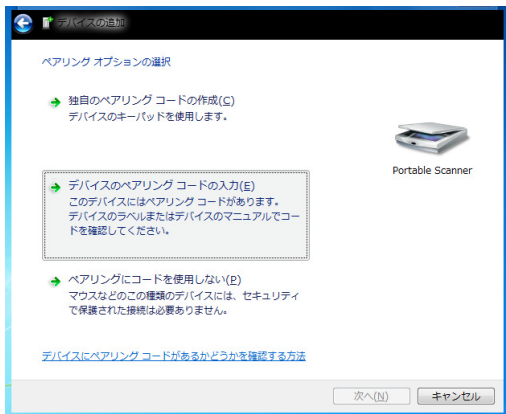 デバイスの追加
ペアリング オプションの選択
独自のペアリング コードの作成(C)
デバイスのキーパッドを使用します。
Portable Scanner
デバイスのペアリング コードの入力(E)
このデバイスにはペアリング コードがあります。
デバイスのラベルまたはデバイスのマニュアルでコー
ドを確認してください。
ペアリングにコードを使用しない(P)
マウスなどのこの種類のデバイスには、セキュリティ
で保護された接続は必要ありません。
デバイスにペアリング コードがあるかどうかを確認する方法
次へ(N)
キャンセル